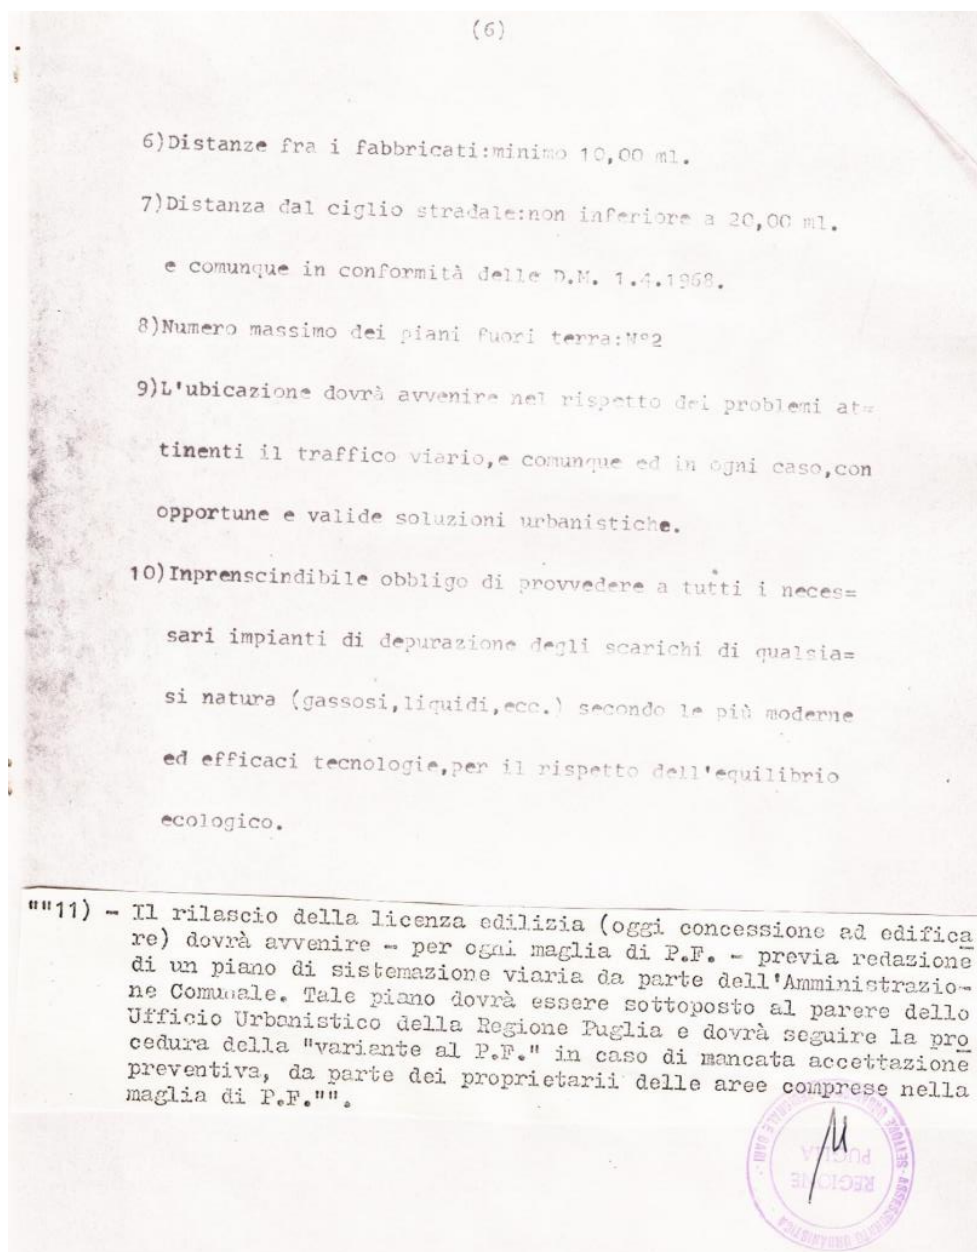 (6)
6)Distanze fra i fabbricati:minimo 10,00 ml.
7)Distanza dal ciglio stradale:non inferiore a 20,00 ml.
e comunque in conformità delle D.M. 1.4.1968.
8)Numero massimo dei piani fuori terra:N°2
9)L'ubicazione dovrà avvenire nel rispetto dei problemi at=
tinenti il traffico viario,e comunque ed in ogni caso,con
opportune e valide soluzioni urbanistiche.
10)Inprenscindibile obbligo di provvedere a tutti i neces=
sari impianti di depurazione degli scarichi di qualsia=
si natura (gassosi,liquidi,ecc.) secondo le più moderne
ed efficaci tecnologie,per il rispetto dell'equilibrio
ecologico.
""11) - Il rilascio della licenza edilizia (oggi concessione ad edifica
re) dovrà avvenire - per ogni maglia di P.F. - previa redazione
di un piano di sistemazione viaria da parte dell'Amministrazio-
ne Comunale. Tale piano dovrà essere sottoposto al parere dello
Ufficio Urbanistico della Regione Puglia e dovrà seguire la pro
cedura della "variante al P.F." in caso di mancata accettazione
preventiva, da parte dei proprietarii delle aree comprese nella
maglia di P.F."".
REGIONE
PUGLIA
ASSESSORATO URBANISTICA